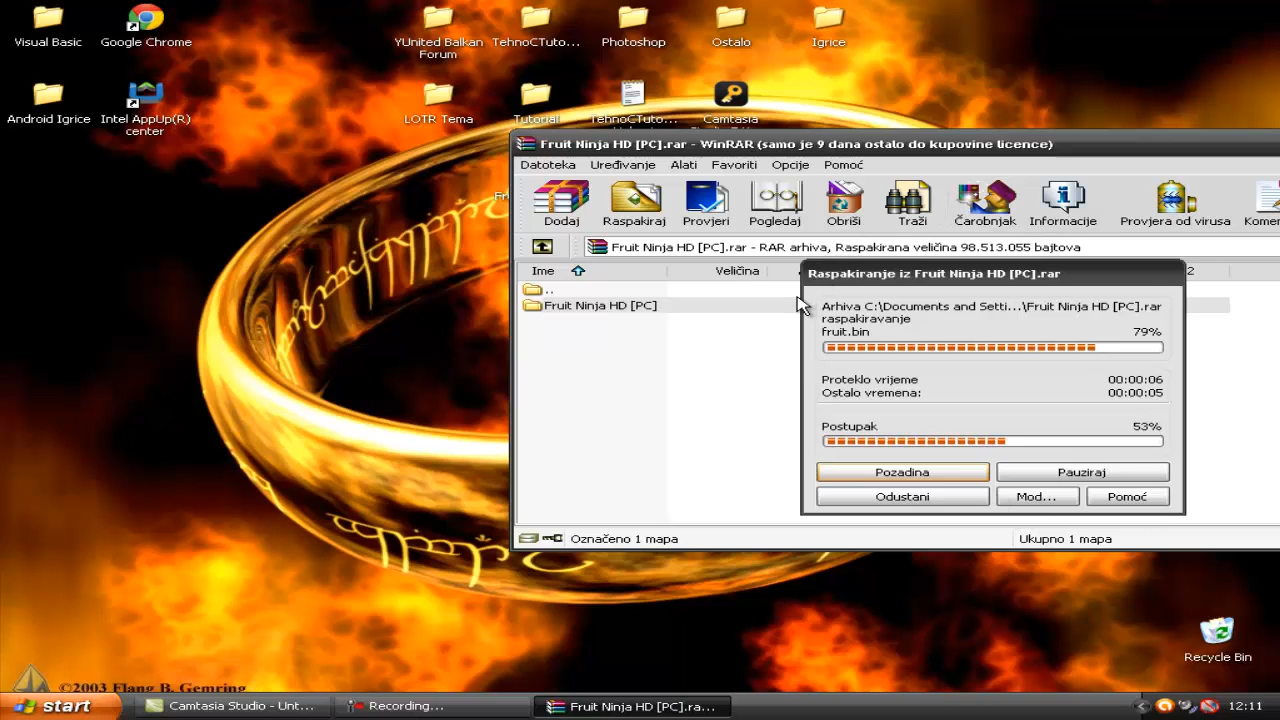 Visual Basic
Google Chrome
YUnited Balkan
Forum
TehnoCTuto...
Photoshop
Ostalo
Igrice
Android Igrice
Intel AppUp(R)
center
LOTR Tema
Tutorial
TehnoCTuto...
Camtasia
Fruit Ninja HD [PC].rar - WinRAR (samo je 9 dana ostalo do kupovine licence)
Datoteka Uređivanje Alati Favoriti Opcije Pomoć
Dodaj Raspakiraj Provjeri Pogledaj Obriši Traži Čarobnjak Informacije Provjera od virusa
Fruit Ninja HD [PC].rar - RAR arhiva, Raspakirana veličina 98.513.055 bajtova
Ime Veličina
..
Fruit Ninja HD [PC]
Raspakiranje iz Fruit Ninja HD [PC].rar
Arhiva C:\Documents and Setti...\Fruit Ninja HD [PC].rar
raspakiravanje
fruit.bin 79%
Proteklo vrijeme 00:00:06
Ostalo vremena: 00:00:05
Postupak 53%
Pozadina Pauziraj
Odustani Mod... Pomoć
Označeno 1 mapa Ukupno 1 mapa
Recycle Bin
©2003 Flang B. Gemring
start Camtasia Studio - Unt... Recording... Fruit Ninja HD [PC].ra... 12:11